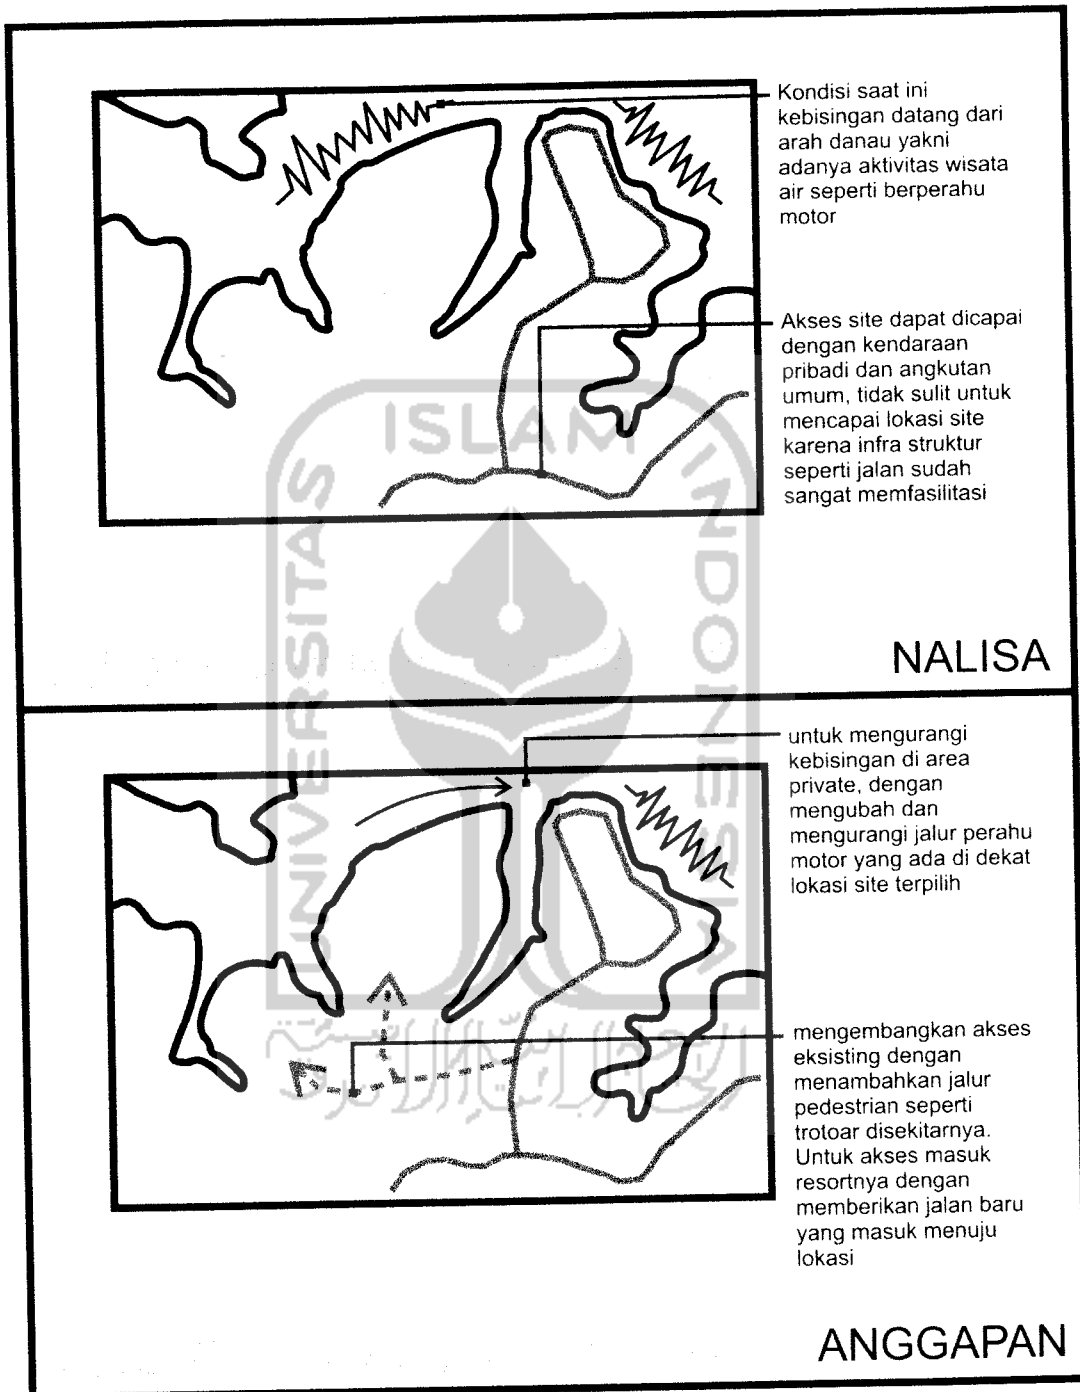 Kondisi saat ini
kebisingan datang dari
arah danau yakni
adanya aktivitas wisata
air seperti berperahu
motor
Akses site dapat dicapai
dengan kendaraan
pribadi dan angkutan
umum, tidak sulit untuk
mencapai lokasi site
karena infra struktur
seperti jalan sudah
sangat memfasilitasi
NALISA
untuk mengurangi
kebisingan di area
private, dengan
mengubah dan
mengurangi jalur perahu
motor yang ada di dekat
lokasi site terpilih
mengembangkan akses
eksisting dengan
menambahkan jalur
pedestrian seperti
trotoar disekitarnya.
Untuk akses masuk
resortnya dengan
memberikan jalan baru
yang masuk menuju
lokasi
ANGGAPAN
UNIVERSITAS
ISLAM
INDONESIA